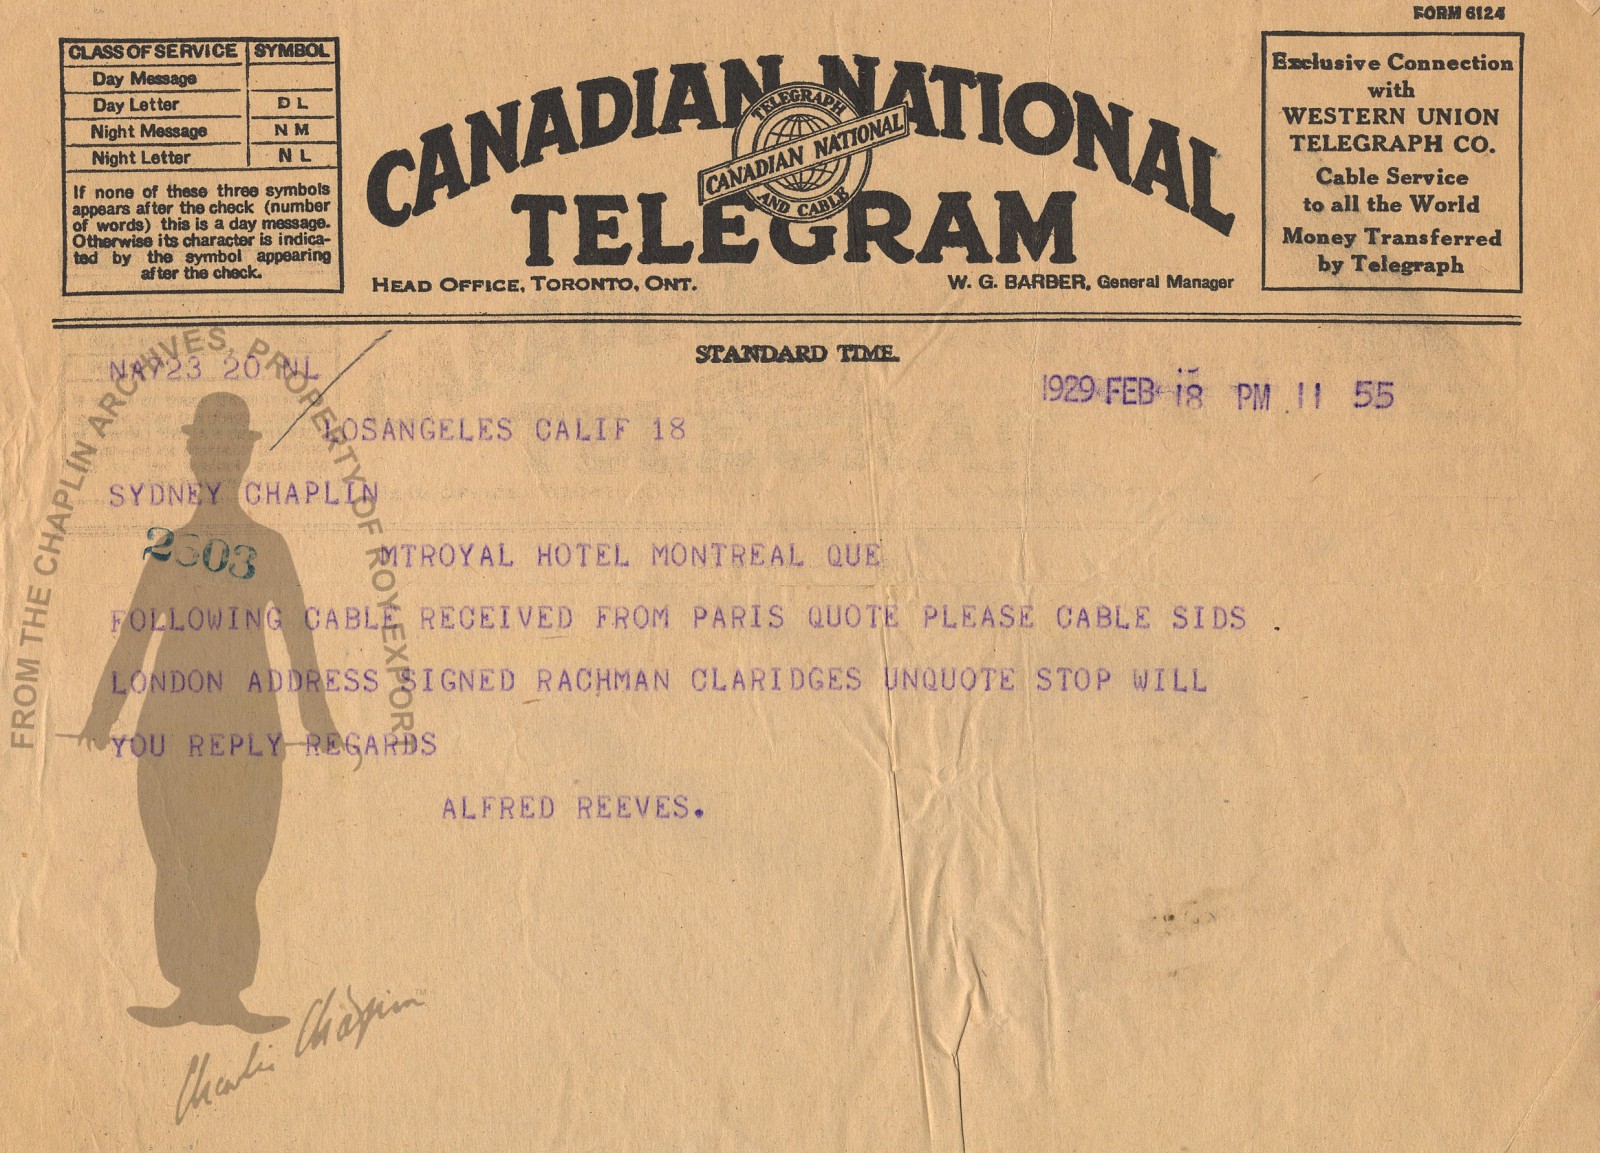 FORM 6124
CLASS OF SERVICE SYMBOL
Day Message
Day Letter D L
Night Message N M
Night Letter N L
If none of these three symbols
appears after the check (number
of words) this is a day message.
Otherwise its character is indica-
ted by the symbol appearing
after the check.
CANADIAN NATIONAL
TELEGRAM
TELEGRAPH
CANADIAN NATIONAL
AND CABLE
HEAD OFFICE, TORONTO, ONT.
W. G. BARBER, General Manager
Exclusive Connection
with
WESTERN UNION
TELEGRAPH CO.
Cable Service
to all the World
Money Transferred
by Telegraph
STANDARD TIME
20 NL
1929 FEB 18 PM 11 55
LOSANGELES CALIF 18
SYDNEY CHAPLIN
2503
MTROYAL HOTEL MONTREAL QUE
FOLLOWING CABLE RECEIVED FROM PARIS QUOTE PLEASE CABLE SIDS
LONDON ADDRESS SIGNED RACHMAN CLARIDGES UNQUOTE STOP WILL
YOU REPLY REGARDS
ALFRED REEVES.
FROM THE CHAPLIN ARCHIVES, PROPERTY OF ROY EXPORT
Charlie Chaplin